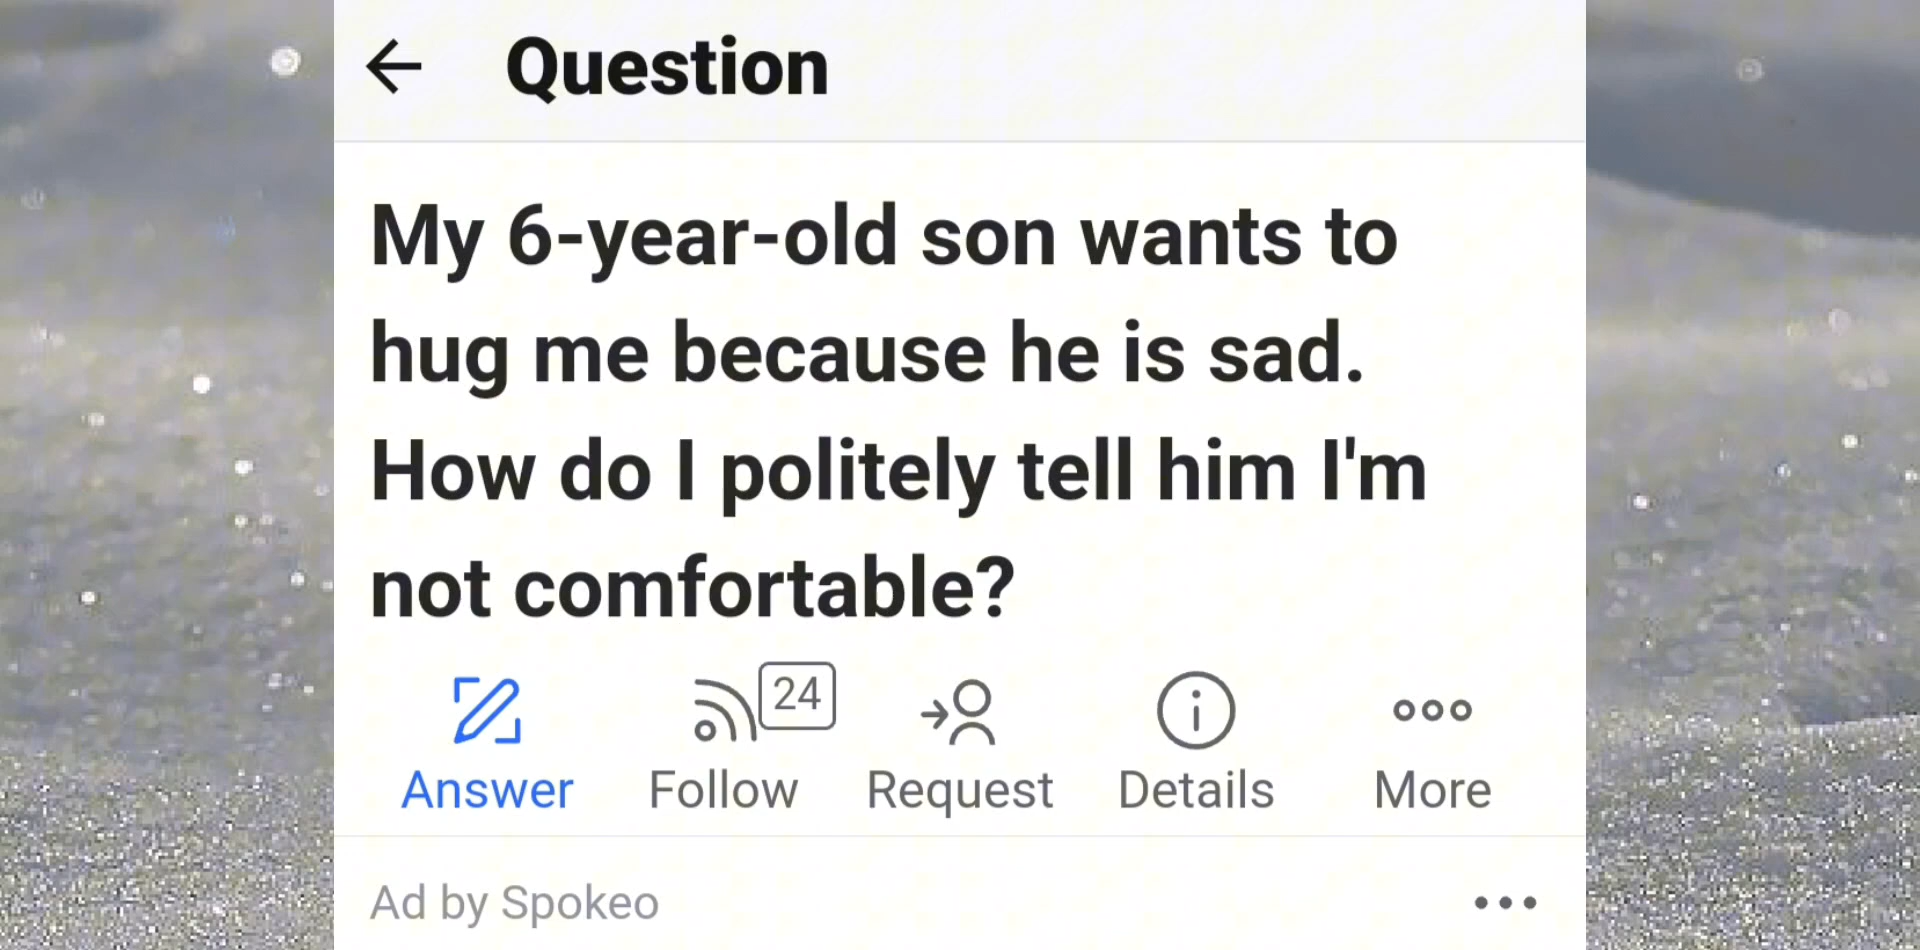 Question
My 6-year-old son wants to
hug me because he is sad.
How do I politely tell him I'm
not comfortable?
24
Answer Follow Request Details More
Ad by Spokeo